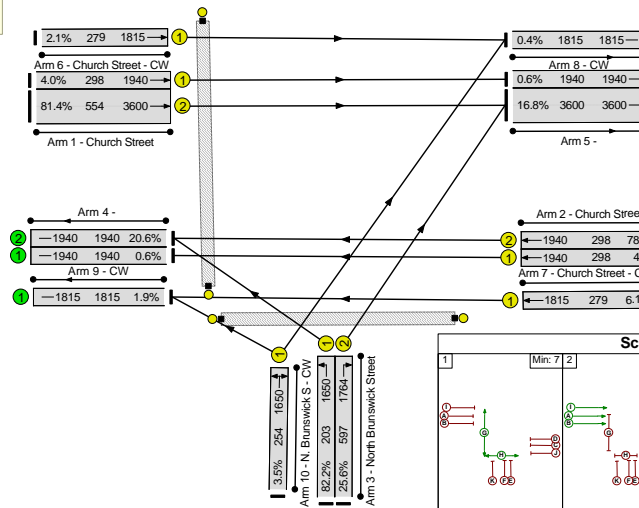 2.1% 279 1815
1
Arm 6 - Church Street - CW
4.0% 298 1940
1
81.4% 554 3600
2
Arm 1 - Church Street
0.4% 1815 1815
Arm 8 - CW
0.6% 1940 1940
16.8% 3600 3600
Arm 5 -
Arm 4 -
2
1940 1940 20.6%
1
1940 1940 0.6%
Arm 9 - CW
1
1815 1815 1.9%
Arm 2 - Church Stree
2
1940 298 78
1
1940 298 4
Arm 7 - Church Street - C
1
1815 279 6.1
1
1
2
3.5% 254 1650
Arm 10 - N. Brunswick S - CW
82.2% 203 1650
25.6% 597 1764
Arm 3 - North Brunswick Street
Sc
1
Min: 7
2
I
A
B
G
H
K
F
E
D
C
J
I
A
B
G
H
K
F
E